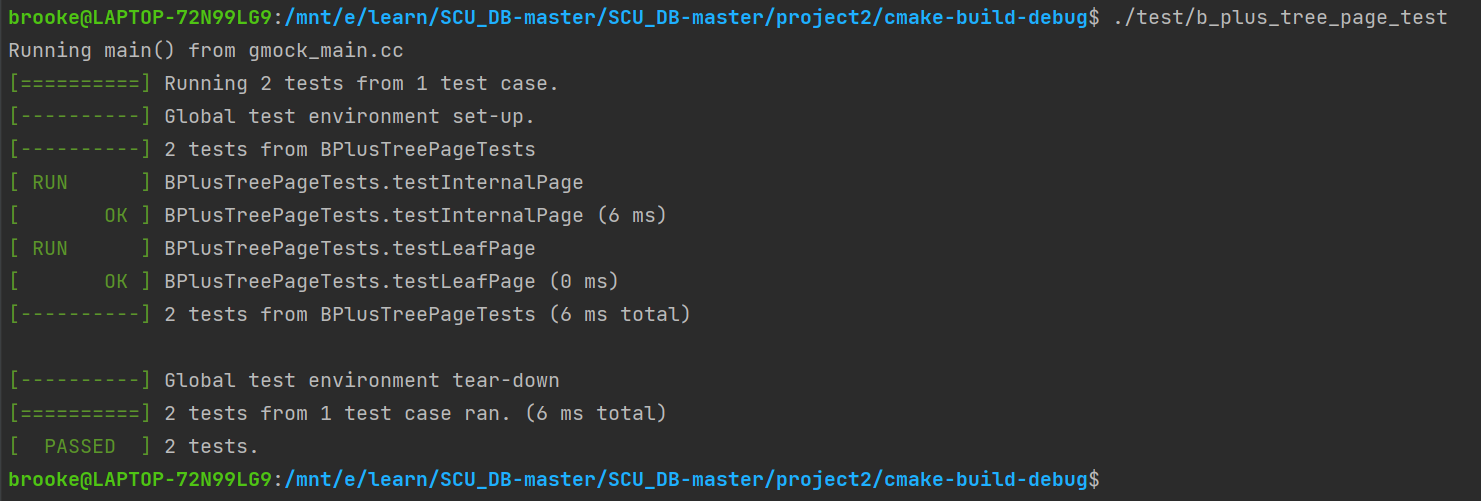 brooke@LAPTOP-72N99LG9:/mnt/e/learn/SCU_DB-master/SCU_DB-master/project2/cmake-build-debug$ ./test/b_plus_tree_page_test
Running main() from gmock_main.cc
[==========] Running 2 tests from 1 test case.
[----------] Global test environment set-up.
[----------] 2 tests from BPlusTreePageTests
[ RUN      ] BPlusTreePageTests.testInternalPage
[       OK ] BPlusTreePageTests.testInternalPage (6 ms)
[ RUN      ] BPlusTreePageTests.testLeafPage
[       OK ] BPlusTreePageTests.testLeafPage (0 ms)
[----------] 2 tests from BPlusTreePageTests (6 ms total)

[----------] Global test environment tear-down
[==========] 2 tests from 1 test case ran. (6 ms total)
[  PASSED  ] 2 tests.
brooke@LAPTOP-72N99LG9:/mnt/e/learn/SCU_DB-master/SCU_DB-master/project2/cmake-build-debug$